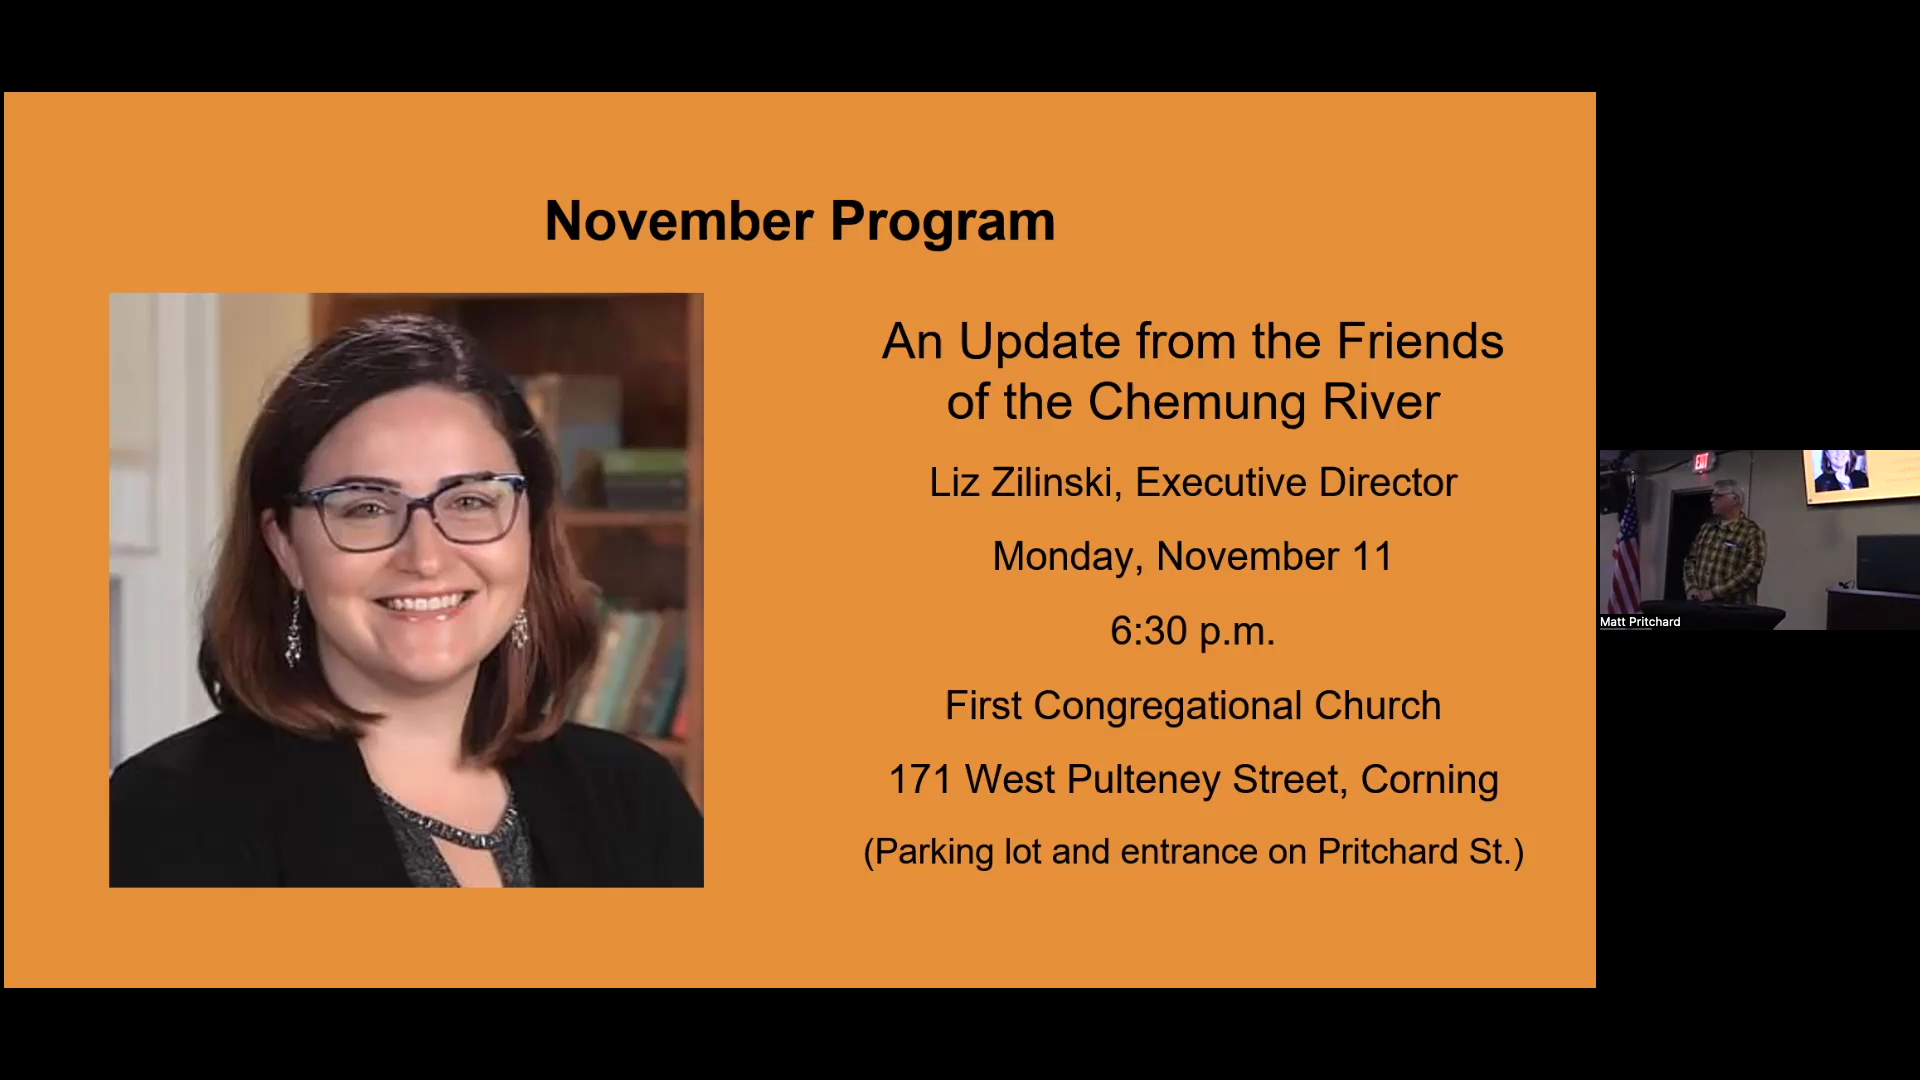 November Program
An Update from the Friends
of the Chemung River
Liz Zilinski, Executive Director
Monday, November 11
6:30 p.m.
First Congregational Church
171 West Pulteney Street, Corning
(Parking lot and entrance on Pritchard St.)
EXIT
Matt Pritchard